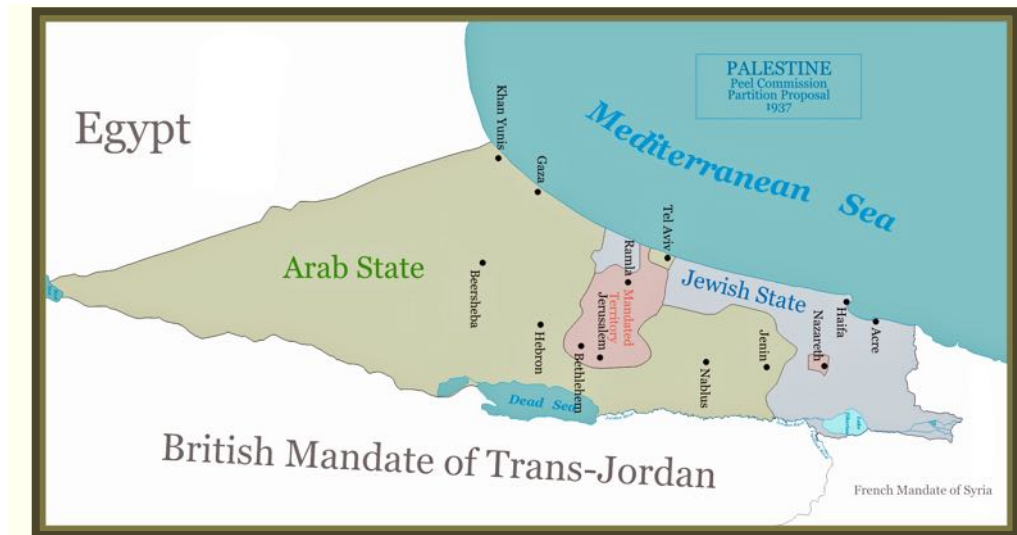 PALESTINE
Peel Commission
Partition Proposal
1937
Egypt
Mediterranean Sea
Khan Yunis
Gaza
Tel Aviv
Ramla
Arab State
Beersheba
Mandated
Territory
Jerusalem
Jewish State
Haifa
Acre
Nazareth
Hebron
Bethlehem
Nablus
Jenin
Dead Sea
British Mandate of Trans-Jordan
French Mandate of Syria